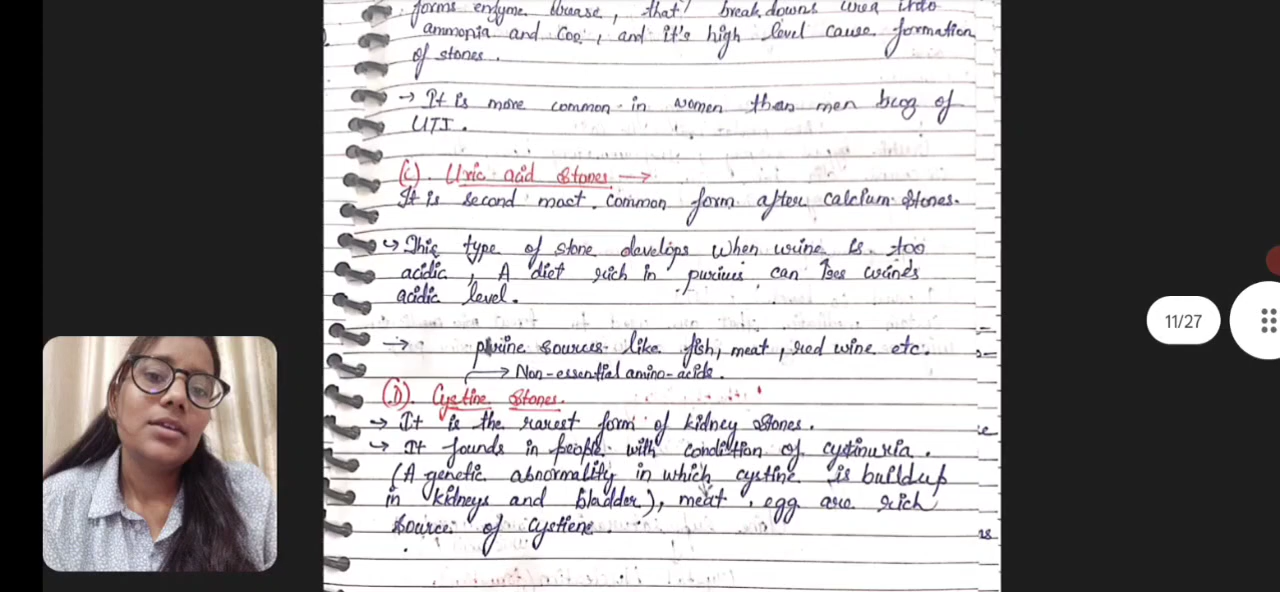 forms enzyme urease, that breakdowns urea into
ammonia and CO2, and it's high level cause formation
of stones.
→ It is more common in women than men bcoz of
UTI.
(C). Uric acid Stones →
It is second most common form after calcium stones.
↳ This type of stone develops when urine is too
acidic, A diet rich in purines can ↑ses urine's
acidic level.
→ purine sources like fish, meat, red wine etc.
→ Non-essential amino-acids.
(D). Cystine Stones.
→ It is the rarest form of kidney stones.
↳ It founds in people with condition of cystinuria.
(A genetic abnormality in which cystine is buildup
in kidneys and bladder), meat, egg are rich
source of cystiene.
11/27